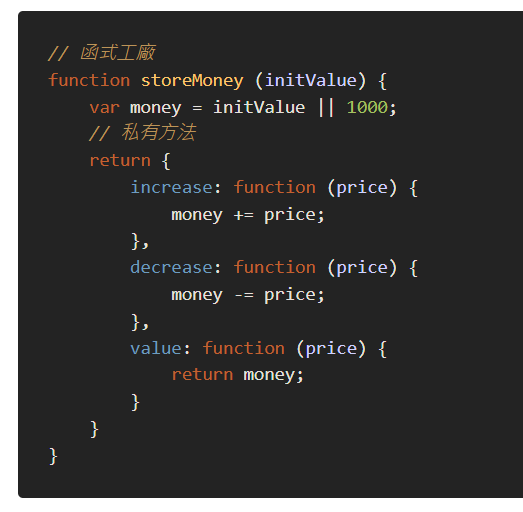 // 函式工廠
function storeMoney (initValue) {
    var money = initValue || 1000;
    // 私有方法
    return {
        increase: function (price) {
            money += price;
        },
        decrease: function (price) {
            money -= price;
        },
        value: function (price) {
            return money;
        }
    }
}